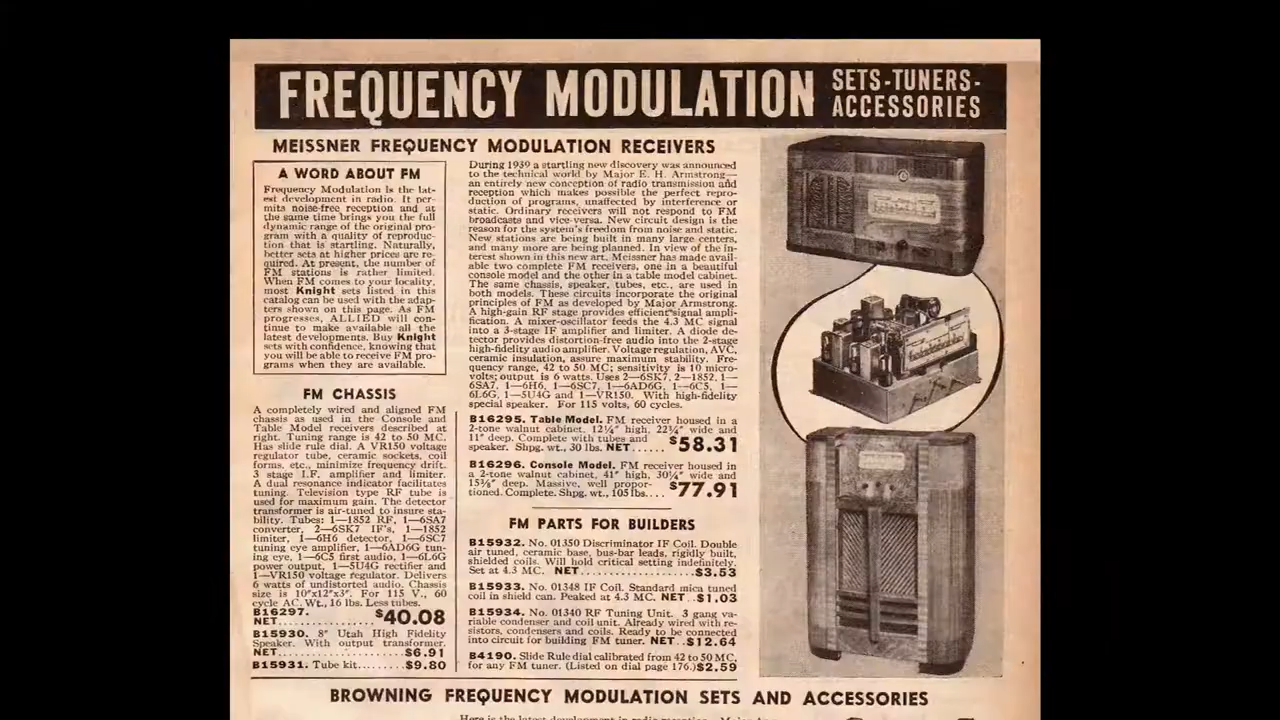 FREQUENCY MODULATION SETS-TUNERS-
ACCESSORIES
MEISSNER FREQUENCY MODULATION RECEIVERS
A WORD ABOUT FM
Frequency Modulation is the lat-
est development in radio. It per-
mits noise-free reception and at
the same time brings you the full
dynamic range of the original pro-
gram with a quality of reproduc-
tion that is startling. Naturally,
better sets at higher prices are re-
quired. At present, the number of
FM stations is rather limited.
When FM comes to your locality,
most Knight sets listed in this
catalog can be used with the adap-
ters shown on this page. As FM
progresses, ALLIED will con-
tinue to make available all the
latest developments. Buy Knight
sets with confidence, knowing that
you will be able to receive FM pro-
grams when they are available.
FM CHASSIS
A completely wired and aligned FM
chassis as used in the Console and
Table Model receivers described at
right. Tuning range is 42 to 50 MC.
Has slide rule dial. A VR150 voltage
regulator tube, ceramic sockets, coil
forms, etc., minimize frequency drift.
3 stage I.F. amplifier and limiter.
A dual resonance indicator facilitates
tuning. Television type RF tube is
used for maximum gain. The detector
transformer is air-tuned to insure sta-
bility. Tubes: 1—1852 RF, 1—6SA7
converter, 2—6SK7 IF's, 1—1852
limiter, 1—6H6 detector, 1—6SC7
tuning eye amplifier, 1—6AD6G tun-
ing eye, 1—6C5 first audio, 1—6L6G
power output, 1—5U4G rectifier and
1—VR150 voltage regulator. Delivers
6 watts of undistorted audio. Chassis
size is 10"x12"x3". For 115 V., 60
cycle AC. Wt., 16 lbs. Less tubes.
B16297.
NET.................... $40.08
B15930. 8" Utah High Fidelity
Speaker. With output transformer.
NET.........................$6.91
B15931. Tube kit........$9.80
During 1939 a startling new discovery was announced
to the technical world by Major E. H. Armstrong—
an entirely new conception of radio transmission and
reception which makes possible the perfect repro-
duction of programs, unaffected by interference or
static. Ordinary receivers will not respond to FM
broadcasts and vice-versa. New circuit design is the
reason for the system's freedom from noise and static.
New stations are being built in many large centers,
and many more are being planned. In view of the in-
terest shown in this new art, Meissner has made avail-
able two complete FM receivers, one in a beautiful
console model and the other in a table model cabinet.
The same chassis, speaker, tubes, etc., are used in
both models. These circuits incorporate the original
principles of FM as developed by Major Armstrong.
A high-gain RF stage provides efficient signal ampli-
fication. A mixer-oscillator feeds the 4.3 MC signal
into a 3-stage IF amplifier and limiter. A diode de-
tector provides distortion-free audio into the 2-stage
high-fidelity audio amplifier. Voltage regulation, AVC,
ceramic insulation, assure maximum stability. Fre-
quency range, 42 to 50 MC; sensitivity is 10 micro-
volts; output is 6 watts. Uses 2—6SK7, 2—1852, 1—
6SA7, 1—6H6, 1—6SC7, 1—6AD6G, 1—6C5, 1—
6L6G, 1—5U4G and 1—VR150. With high-fidelity
special speaker. For 115 volts, 60 cycles.
B16295. Table Model. FM receiver housed in a
2-tone walnut cabinet, 12¼" high, 22¾" wide and
11" deep. Complete with tubes and
speaker. Shpg. wt., 30 lbs. NET...... $58.31
B16296. Console Model. FM receiver housed in
a 2-tone walnut cabinet, 41" high, 30¼" wide and
15⅜" deep. Massive, well propor-
tioned. Complete. Shpg. wt., 105 lbs.... $77.91
FM PARTS FOR BUILDERS
B15932. No. 01350 Discriminator IF Coil. Double
air tuned, ceramic base, bus-bar leads, rigidly built,
shielded coils. Will hold critical setting indefinitely.
Set at 4.3 MC. NET.........................$3.53
B15933. No. 01348 IF Coil. Standard mica tuned
coil in shield can. Peaked at 4.3 MC. NET..$1.03
B15934. No. 01340 RF Tuning Unit. 3 gang va-
riable condenser and coil unit. Already wired with re-
sistors, condensers and coils. Ready to be connected
into circuit for building FM tuner. NET..$12.64
B4190. Slide Rule dial calibrated from 42 to 50 MC,
for any FM tuner. (Listed on dial page 176.)$2.59
BROWNING FREQUENCY MODULATION SETS AND ACCESSORIES